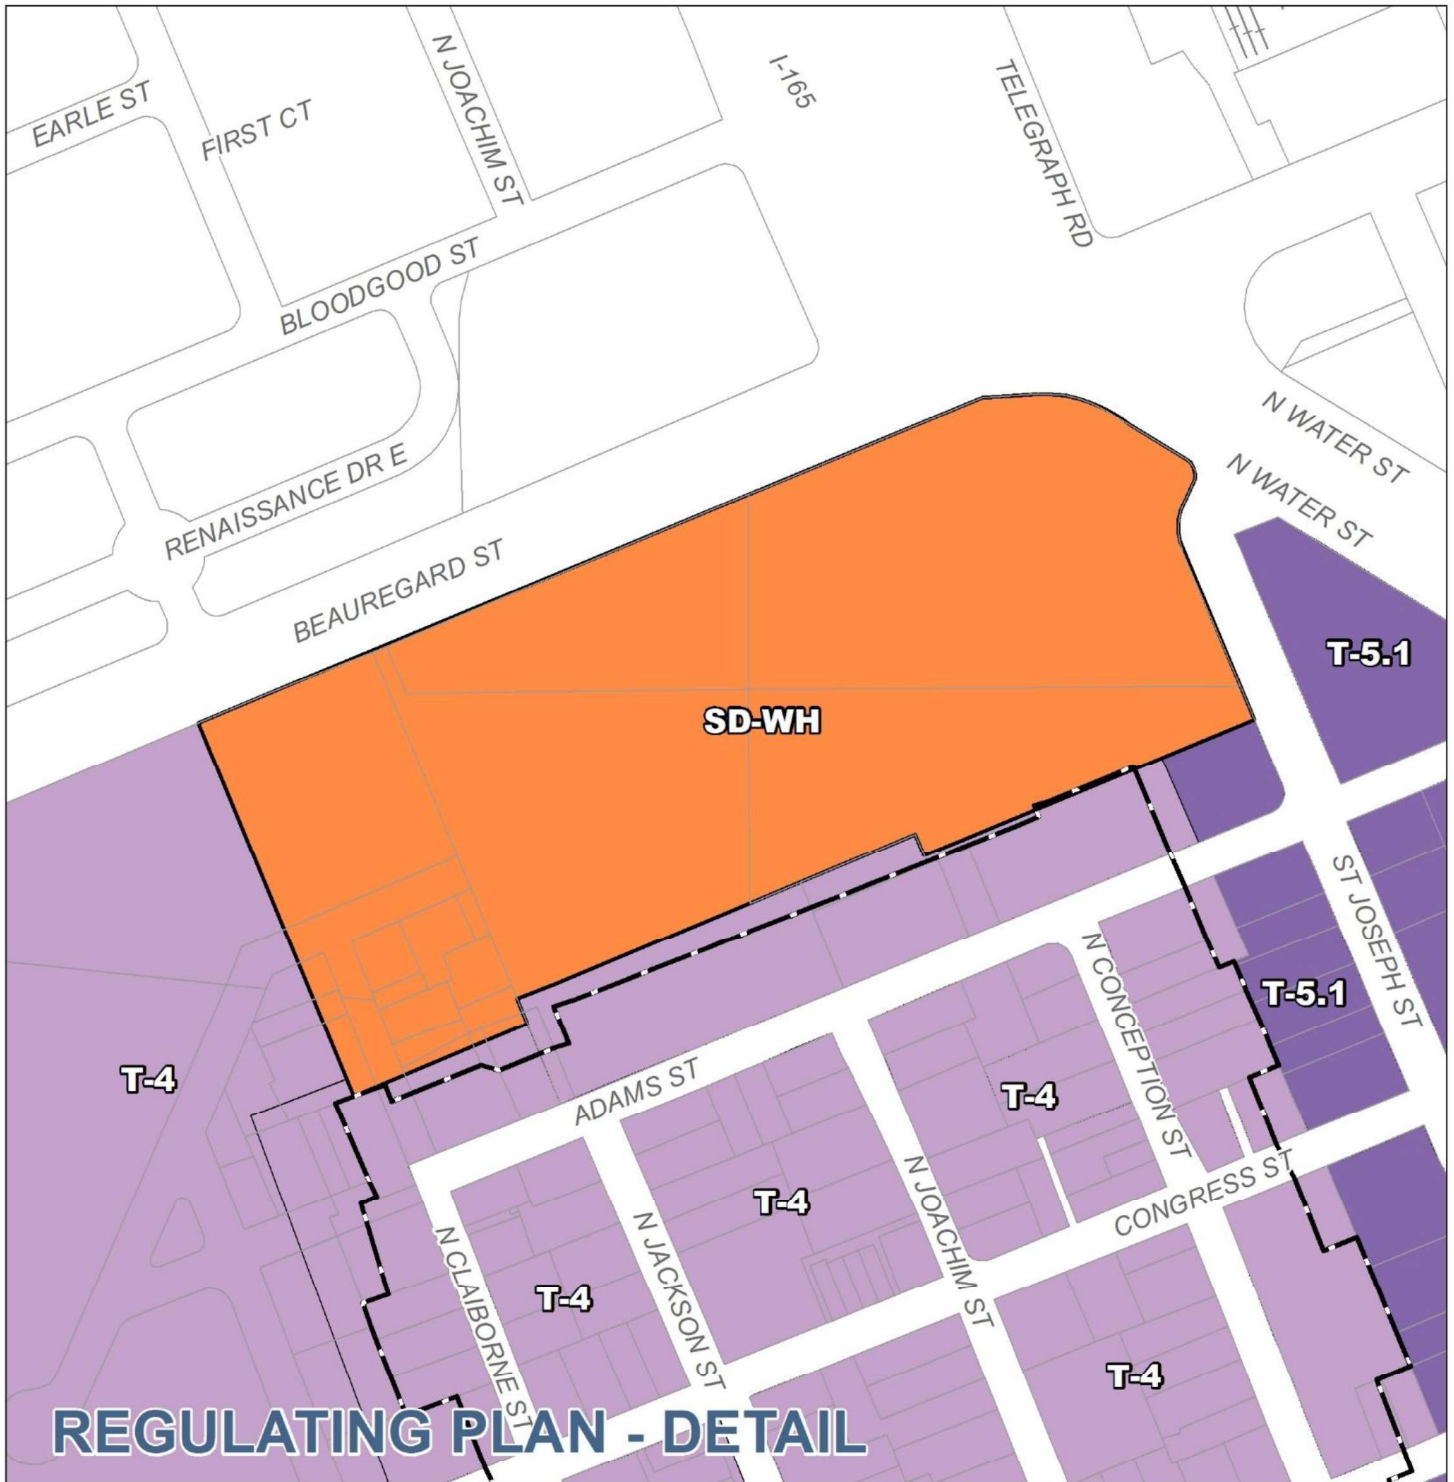 N JOACHIM ST
I-165
TELEGRAPH RD
EARLE ST
FIRST CT
BLOODGOOD ST
N WATER ST
N WATER ST
RENAISSANCE DR E
BEAUREGARD ST
T-5.1
SD-WH
ST JOSEPH ST
N CONCEPTION ST
T-5.1
T-4
ADAMS ST
T-4
N JOACHIM ST
T-4
CONGRESS ST
N JACKSON ST
N CLAIBORNE ST
T-4
T-4
REGULATING PLAN - DETAIL